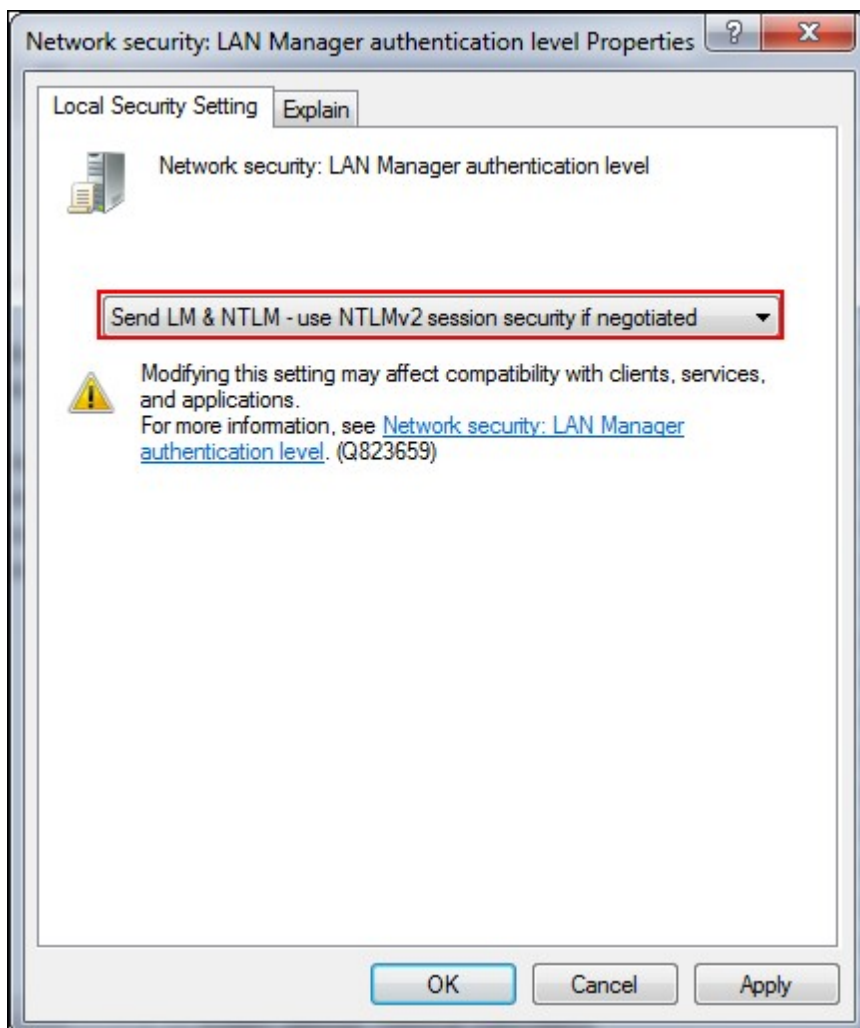 Network security: LAN Manager authentication level Properties
Local Security Setting
Explain
Network security: LAN Manager authentication level
Send LM & NTLM - use NTLMv2 session security if negotiated
Modifying this setting may affect compatibility with clients, services,
and applications.
For more information, see Network security: LAN Manager
authentication level. (Q823659)
OK
Cancel
Apply